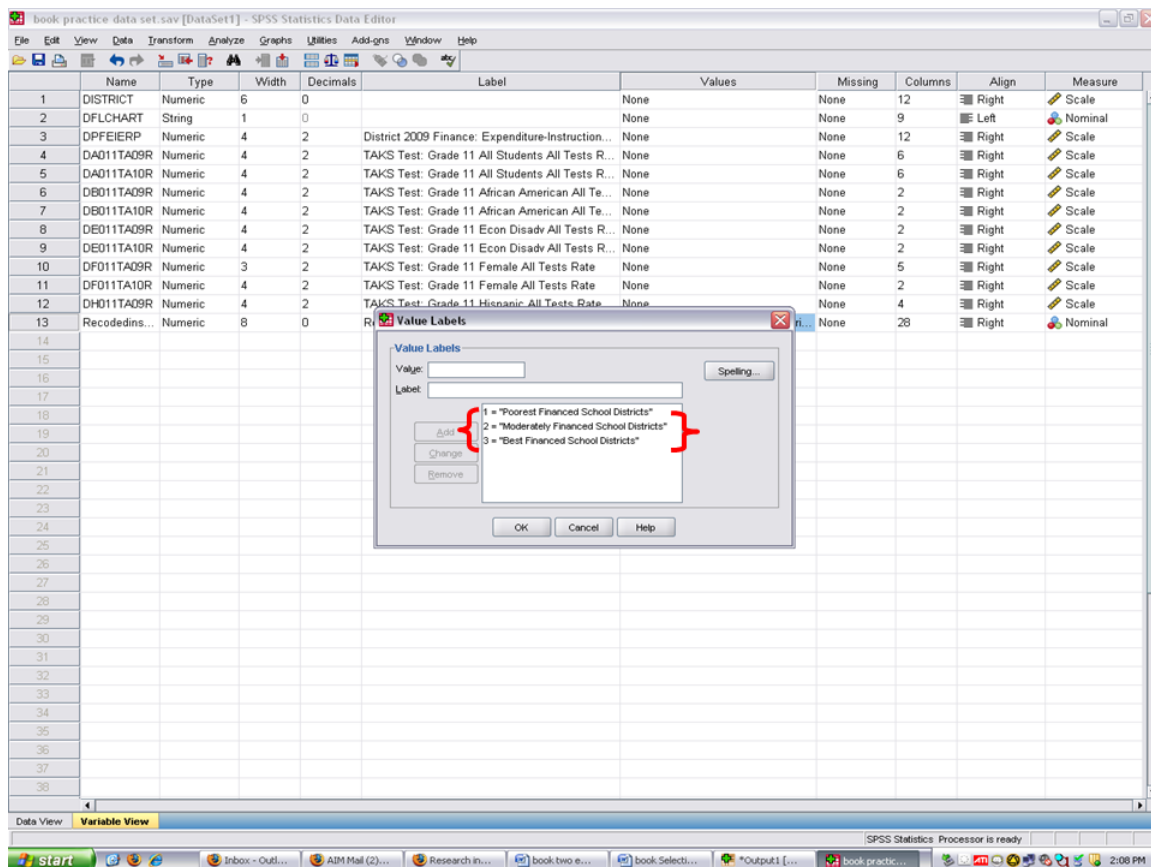 book practice data set.sav [DataSet1] - SPSS Statistics Data Editor
File Edit View Data Transform Analyze Graphs Utilities Add-ons Window Help
Name Type Width Decimals Label Values Missing Columns Align Measure
1 DISTRICT Numeric 6 0 None None 12 Right Scale
2 DFLCHART String 1 0 None None 9 Left Nominal
3 DPFEIERP Numeric 4 2 District 2009 Finance: Expenditure-Instruction... None None 12 Right Scale
4 DA011TA09R Numeric 4 2 TAKS Test: Grade 11 All Students All Tests R... None None 6 Right Scale
5 DA011TA10R Numeric 4 2 TAKS Test: Grade 11 All Students All Tests R... None None 6 Right Scale
6 DB011TA09R Numeric 4 2 TAKS Test: Grade 11 African American All Te... None None 2 Right Scale
7 DB011TA10R Numeric 4 2 TAKS Test: Grade 11 African American All Te... None None 2 Right Scale
8 DE011TA09R Numeric 4 2 TAKS Test: Grade 11 Econ Disadv All Tests R... None None 2 Right Scale
9 DE011TA10R Numeric 4 2 TAKS Test: Grade 11 Econ Disadv All Tests R... None None 2 Right Scale
10 DF011TA09R Numeric 3 2 TAKS Test: Grade 11 Female All Tests Rate None None 5 Right Scale
11 DF011TA10R Numeric 4 2 TAKS Test: Grade 11 Female All Tests Rate None None 2 Right Scale
12 DH011TA09R Numeric 4 2 TAKS Test: Grade 11 Hispanic All Tests Rate None None 4 Right Scale
13 Recodedins... Numeric 8 0 R ri... None 28 Right Nominal
Value Labels
Value Labels
Value:
Spelling...
Label:
1 = "Poorest Financed School Districts"
2 = "Moderately Financed School Districts"
3 = "Best Financed School Districts"
Add
Change
Remove
OK Cancel Help
14
15
16
17
18
19
20
21
22
23
24
25
26
27
28
29
30
31
32
33
34
35
36
37
38
Data View Variable View
SPSS Statistics Processor is ready
start Inbox - Outl... AIM Mail (2)... Research in... book two e... book Selecti... *Output1 [... book practic... ATI 2:08 PM